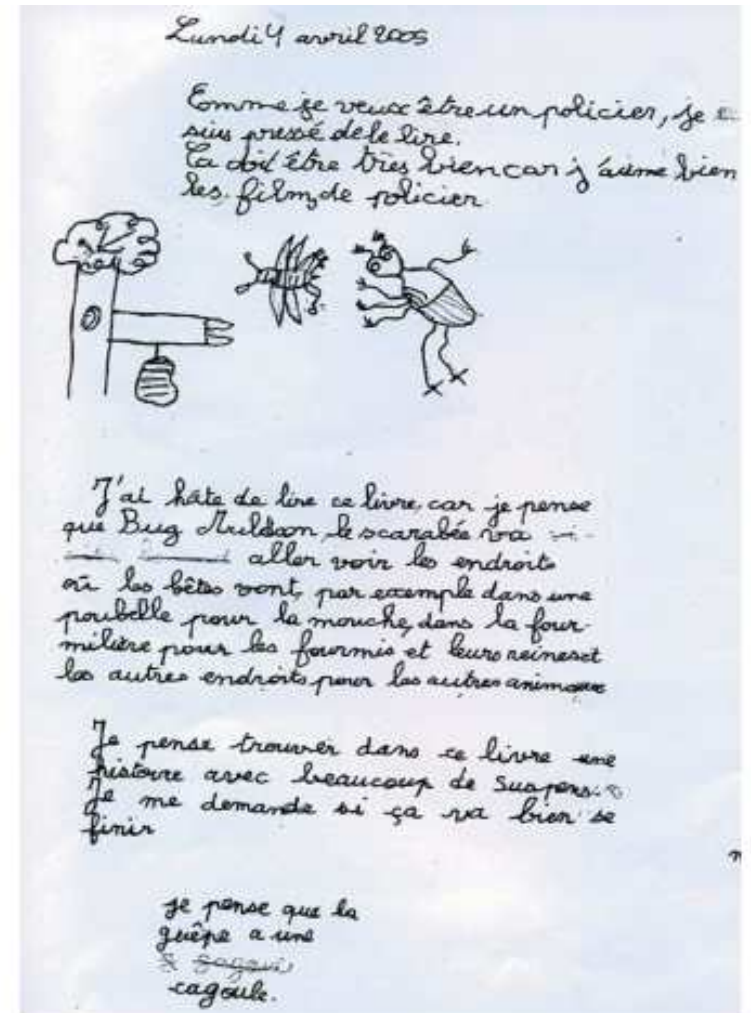 Lundi 4 avril 2005
Comme je veux être un policier, je
suis pressé de le lire.
Ca doit être très bien car j'aime bien
les film de policier
J'ai hâte de lire ce livre, car je pense
que Bug Muldoon, le scarabée va
aller voir les endroits
où les bêtes vont, par exemple dans une
poubelle pour la mouche, dans la four-
milière pour les fourmis et leurs reines et
les autres endroits pour les autres animaux
Je pense trouver dans ce livre une
histoire avec beaucoup de suspens.
Je me demande si ça va bien se
finir
je pense que la
guêpe a une
cagoule.